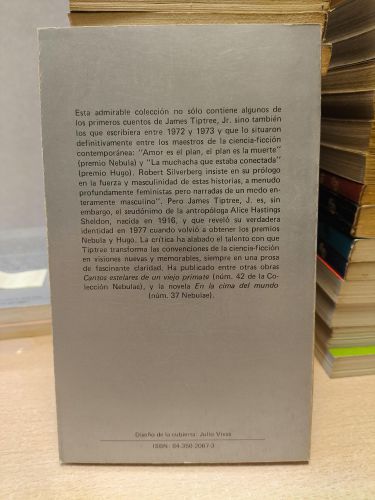 Esta admirable colección no sólo contiene algunos de
los primeros cuentos de James Tiptree, Jr. sino también
los que escribiera entre 1972 y 1973 y que lo situaron
definitivamente entre los maestros de la ciencia-ficción
contemporánea: "Amor es el plan, el plan es la muerte"
(premio Nebula) y "La muchacha que estaba conectada"
(premio Hugo). Robert Silverberg insiste en su prólogo
en la fuerza y masculinidad de estas historias, a menudo
profundamente feministas pero narradas de un modo en-
teramente masculino". Pero James Tiptree, J. es, sin
embargo, el seudónimo de la antropóloga Alice Hastings
Sheldon, nacida en 1916, y que reveló su verdadera
identidad en 1977 cuando volvió a obtener los premios
Nebula y Hugo. La crítica ha alabado el talento con que
Tiptree transforma las convenciones de la ciencia-ficción
en visiones nuevas y memorables, siempre en una prosa
de fascinante claridad. Ha publicado entre otras obras
Cantos estelares de un viejo primate (núm. 42 de la Co-
lección Nebulae), y la novela En la cima del mundo
(núm. 37 Nebulae).
Diseño de la cubierta: Julio Vivas
ISBN: 84-350-2067-3